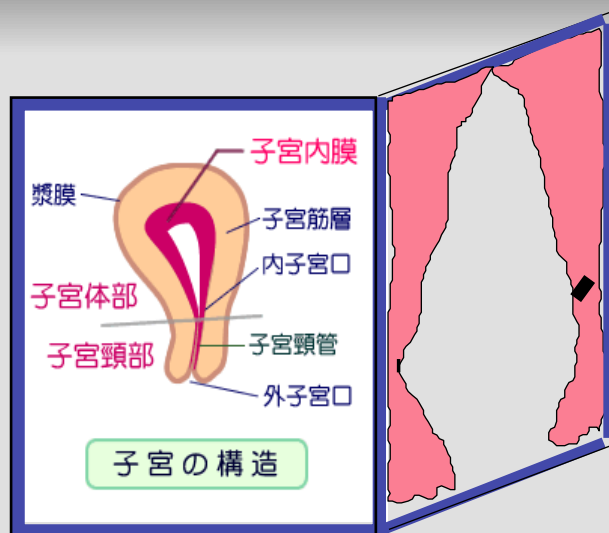 子宮内膜
漿膜
子宮筋層
内子宮口
子宮体部
子宮頸管
子宮頸部
外子宮口
子宮の構造